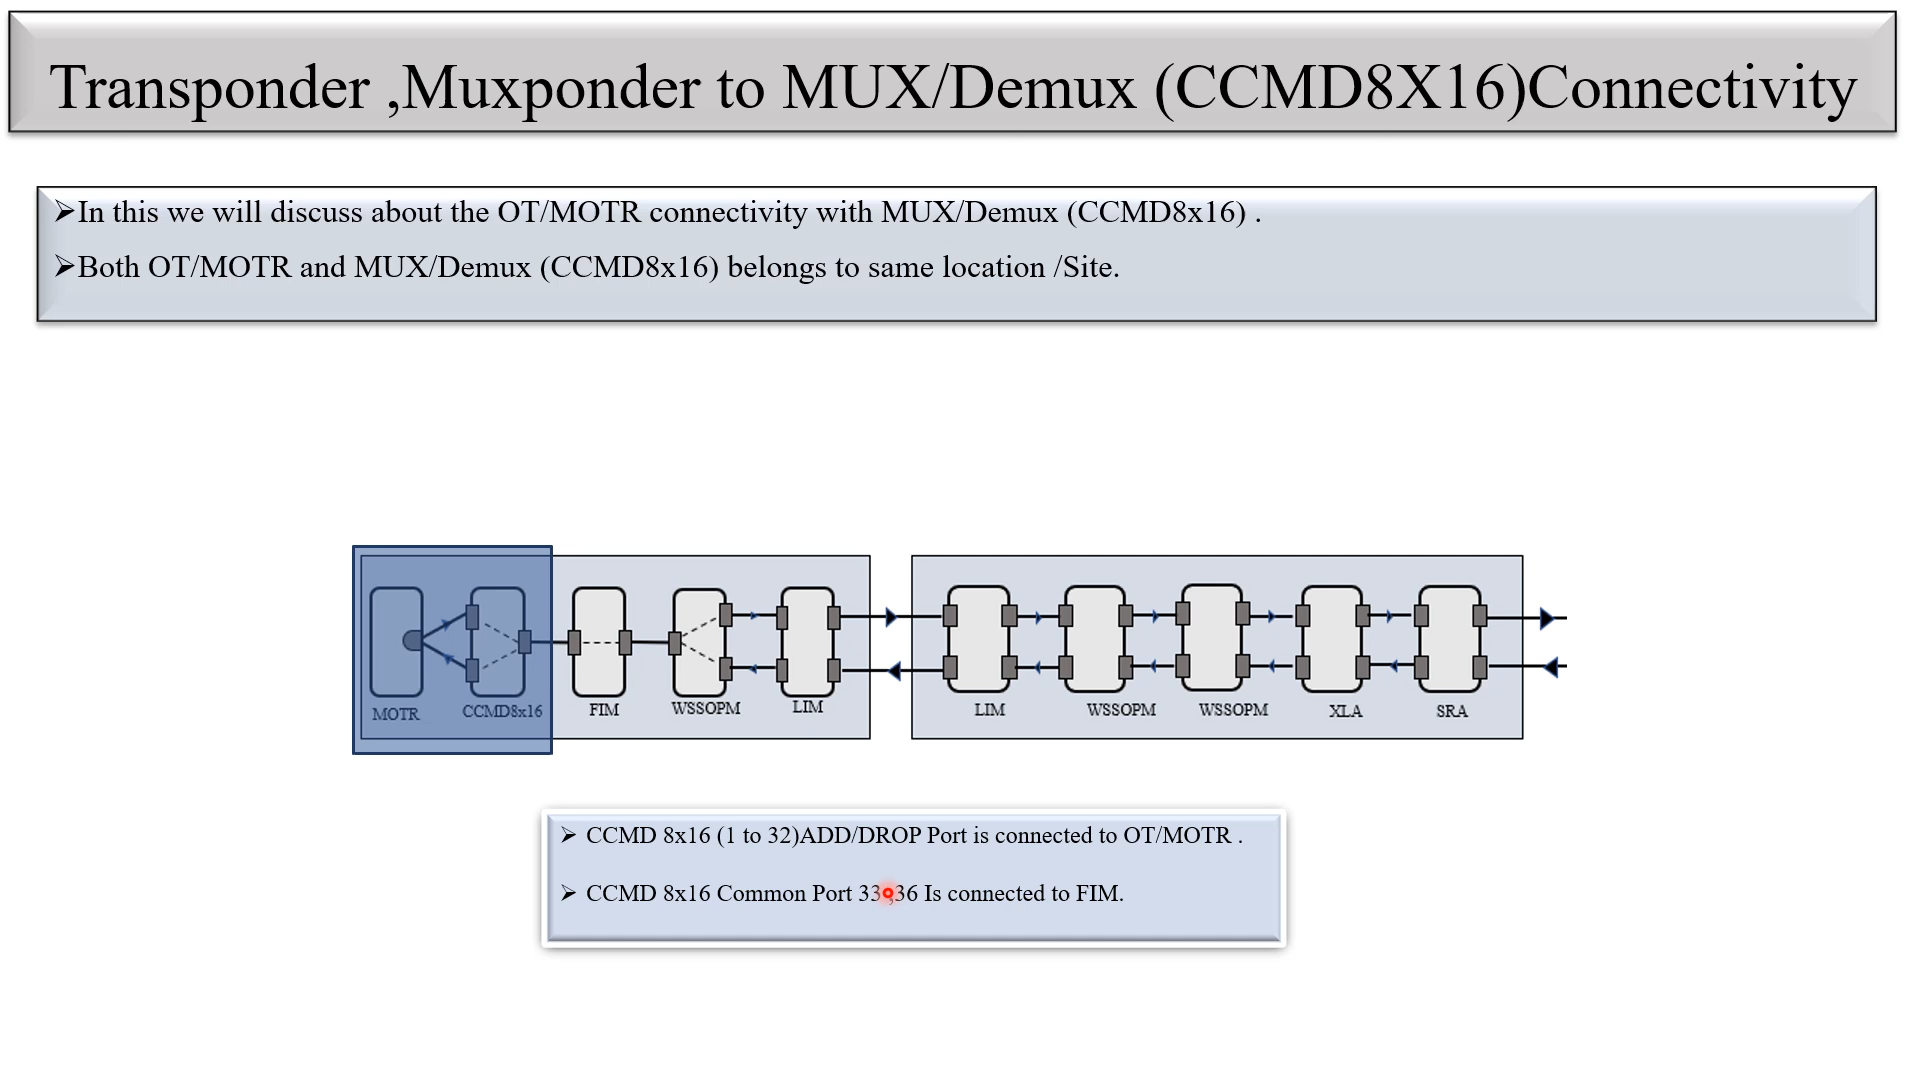 Transponder ,Muxponder to MUX/Demux (CCMD8X16)Connectivity
➢In this we will discuss about the OT/MOTR connectivity with MUX/Demux (CCMD8x16) .
➢Both OT/MOTR and MUX/Demux (CCMD8x16) belongs to same location /Site.
MOTR
CCMD8x16
FIM
WSSOPM
LIM
LIM
WSSOPM
WSSOPM
XLA
SRA
➢ CCMD 8x16 (1 to 32)ADD/DROP Port is connected to OT/MOTR .
➢ CCMD 8x16 Common Port 33,36 Is connected to FIM.